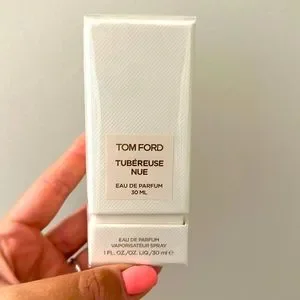 TOM FORD
TUBÉREUSE
NUE
EAU DE PARFUM
30 ML
EAU DE PARFUM
VAPORISATEUR SPRAY
1 FL. OZ./OZ. LIQ./30 ml ℮